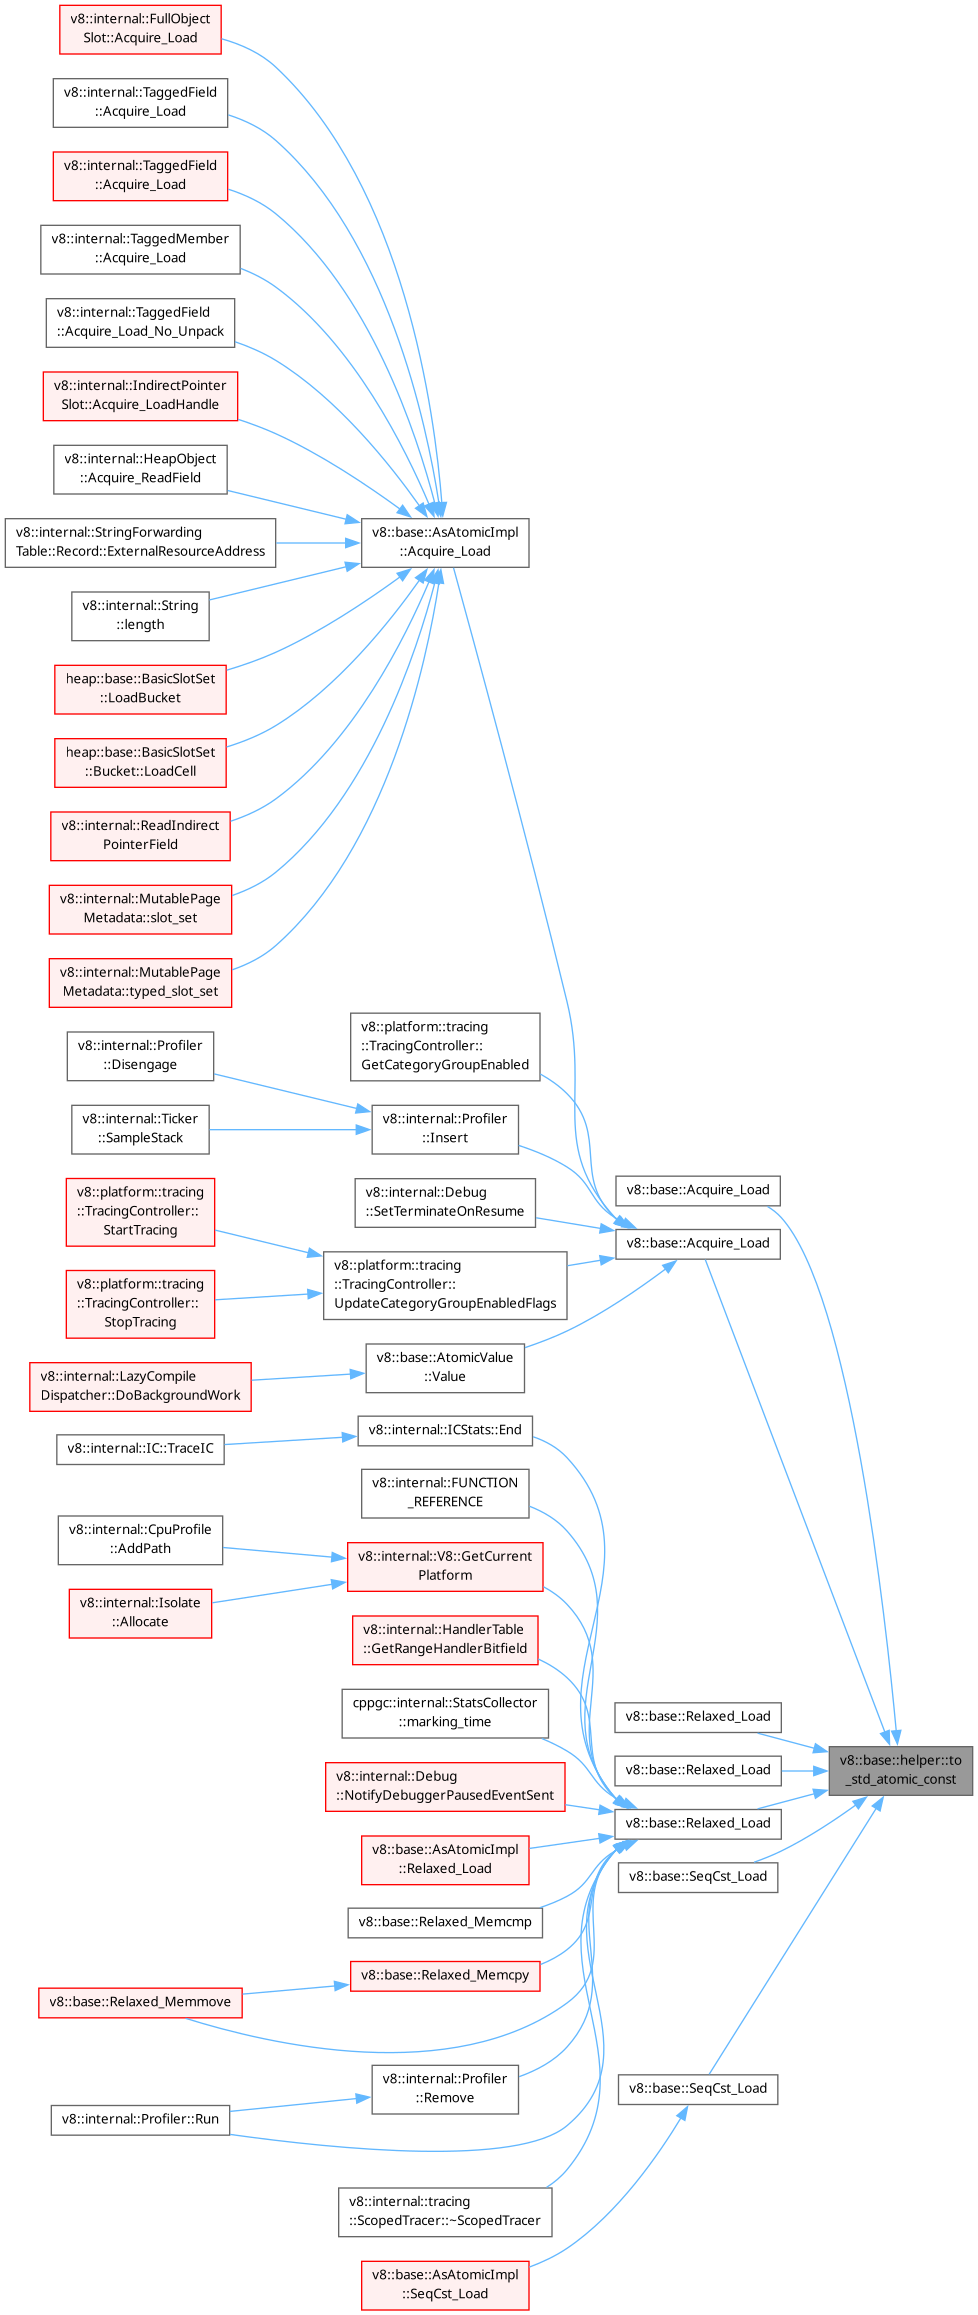 v8::internal::FullObject
Slot::Acquire_Load
v8::internal::TaggedField
::Acquire_Load
v8::internal::TaggedField
::Acquire_Load
v8::internal::TaggedMember
::Acquire_Load
v8::internal::TaggedField
::Acquire_Load_No_Unpack
v8::internal::IndirectPointer
Slot::Acquire_LoadHandle
v8::internal::HeapObject
::Acquire_ReadField
v8::internal::StringForwarding
Table::Record::ExternalResourceAddress
v8::base::AsAtomicImpl
::Acquire_Load
v8::internal::String
::length
heap::base::BasicSlotSet
::LoadBucket
heap::base::BasicSlotSet
::Bucket::LoadCell
v8::internal::ReadIndirect
PointerField
v8::internal::MutablePage
Metadata::slot_set
v8::internal::MutablePage
Metadata::typed_slot_set
v8::platform::tracing
::TracingController::
GetCategoryGroupEnabled
v8::internal::Profiler
::Disengage
v8::internal::Ticker
::SampleStack
v8::internal::Profiler
::Insert
v8::platform::tracing
::TracingController::
StartTracing
v8::internal::Debug
::SetTerminateOnResume
v8::base::Acquire_Load
v8::base::Acquire_Load
v8::platform::tracing
::TracingController::
StopTracing
v8::platform::tracing
::TracingController::
UpdateCategoryGroupEnabledFlags
v8::internal::LazyCompile
Dispatcher::DoBackgroundWork
v8::base::AtomicValue
::Value
v8::internal::IC::TraceIC
v8::internal::ICStats::End
v8::internal::FUNCTION
_REFERENCE
v8::internal::CpuProfile
::AddPath
v8::internal::V8::GetCurrent
Platform
v8::internal::Isolate
::Allocate
v8::internal::HandlerTable
::GetRangeHandlerBitfield
cppgc::internal::StatsCollector
::marking_time
v8::base::Relaxed_Load
v8::base::Relaxed_Load
v8::base::helper::to
_std_atomic_const
v8::internal::Debug
::NotifyDebuggerPausedEventSent
v8::base::Relaxed_Load
v8::base::AsAtomicImpl
::Relaxed_Load
v8::base::SeqCst_Load
v8::base::Relaxed_Memcmp
v8::base::Relaxed_Memcpy
v8::base::Relaxed_Memmove
v8::internal::Profiler
::Remove
v8::base::SeqCst_Load
v8::internal::Profiler::Run
v8::internal::tracing
::ScopedTracer::~ScopedTracer
v8::base::AsAtomicImpl
::SeqCst_Load